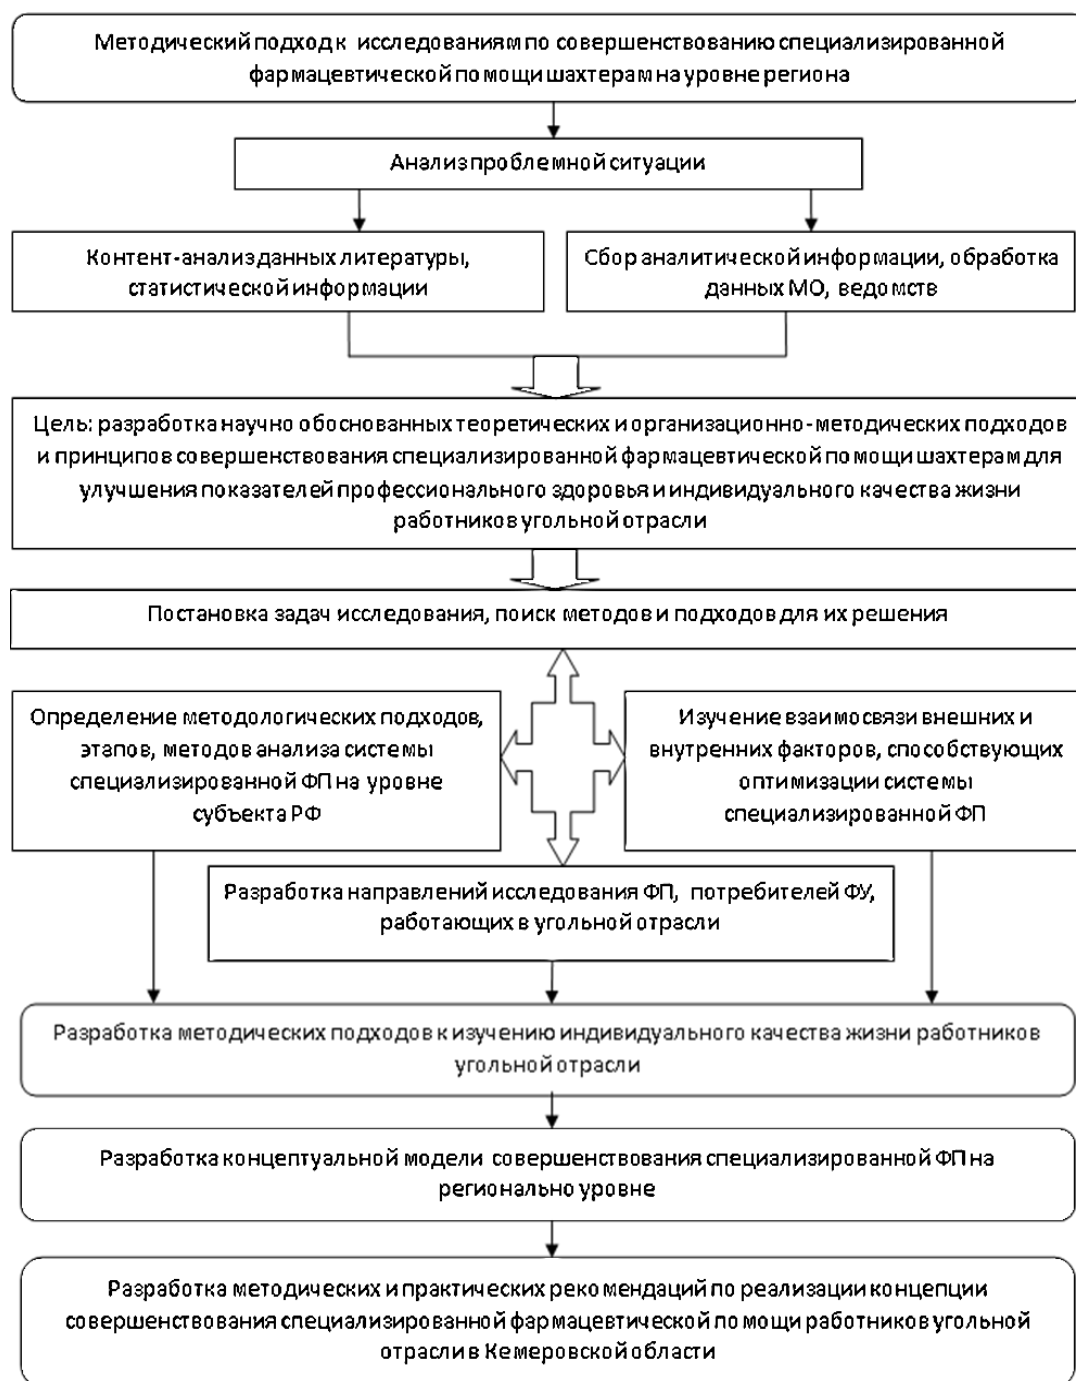 Методический подход к исследованиям по совершенствованию специализированной
фармацевтической помощи шахтерам на уровне региона
Анализ проблемной ситуации
Контент-анализ данных литературы,
статистической информации
Сбор аналитической информации, обработка
данных МО, ведомств
Цель: разработка научно обоснованных теоретических и организационно-методических подходов
и принципов совершенствования специализированной фармацевтической помощи шахтерам для
улучшения показателей профессионального здоровья и индивидуального качества жизни
работников угольной отрасли
Постановка задач исследования, поиск методов и подходов для их решения
Определение методологических подходов,
этапов, методов анализа системы
специализированной ФП на уровне
субъекта РФ
Изучение взаимосвязи внешних и
внутренних факторов, способствующих
оптимизации системы
специализированной ФП
Разработка направлений исследования ФП, потребителей ФУ,
работающих в угольной отрасли
Разработка методических подходов к изучению индивидуального качества жизни работников
угольной отрасли
Разработка концептуальной модели совершенствования специализированной ФП на
регионально уровне
Разработка методических и практических рекомендаций по реализации концепции
совершенствования специализированной фармацевтической помощи работников угольной
отрасли в Кемеровской области